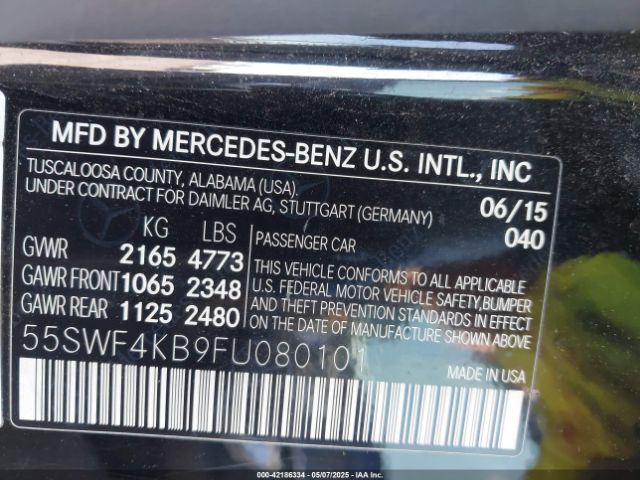 MFD BY MERCEDES-BENZ U.S. INTL., INC
TUSCALOOSA COUNTY, ALABAMA (USA).
UNDER CONTRACT FOR DAIMLER AG, STUTTGART (GERMANY)
06/15
040
KG LBS
GVWR 2165 4773
GAWR FRONT 1065 2348
GAWR REAR 1125 2480
PASSENGER CAR
THIS VEHICLE CONFORMS TO ALL APPLICABLE
U.S. FEDERAL MOTOR VEHICLE SAFETY, BUMPER
AND THEFT PREVENTION STANDARDS IN EFFECT
ON THE DATE OF MANUFACTURE SHOWN ABOVE.
55SWF4KB9FU080101
MADE IN USA
000-42186334 - 05/07/2025 - IAAI.COM